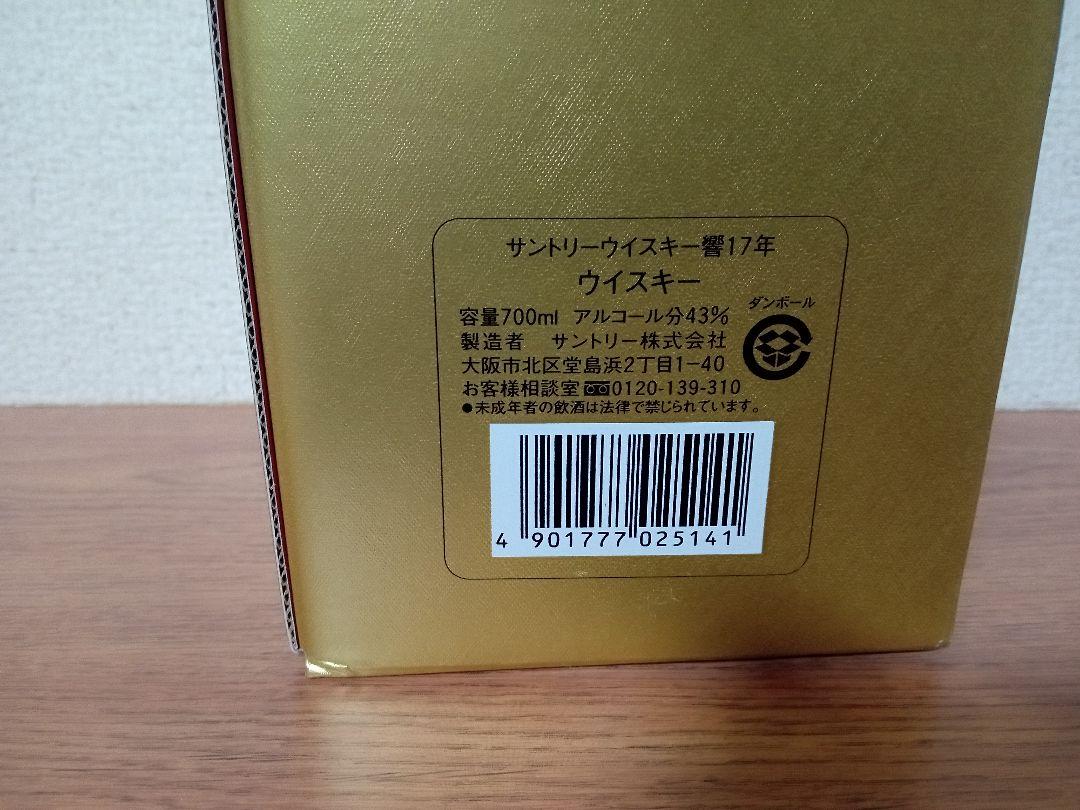 サントリーウイスキー響17年
ウイスキー
容量700ml アルコール分43%
ダンボール
製造者 サントリー株式会社
大阪市北区堂島浜2丁目1-40
お客様相談室 0120-139-310
●未成年者の飲酒は法律で禁じられています。
4 901777 025141